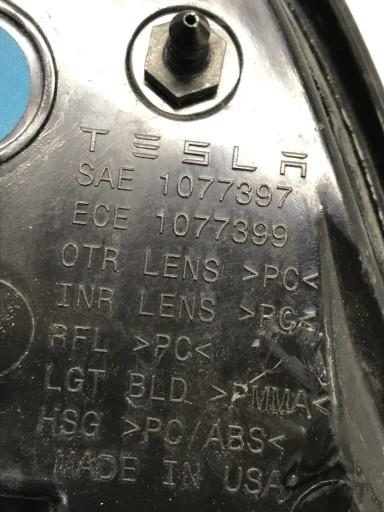 TESLA
SAE 1077397
ECE 1077399
OTR LENS >PC<
INR LENS >PC<
RFL >PC<
LGT BLD >PMMA<
HSG >PC/ABS<
MADE IN USA